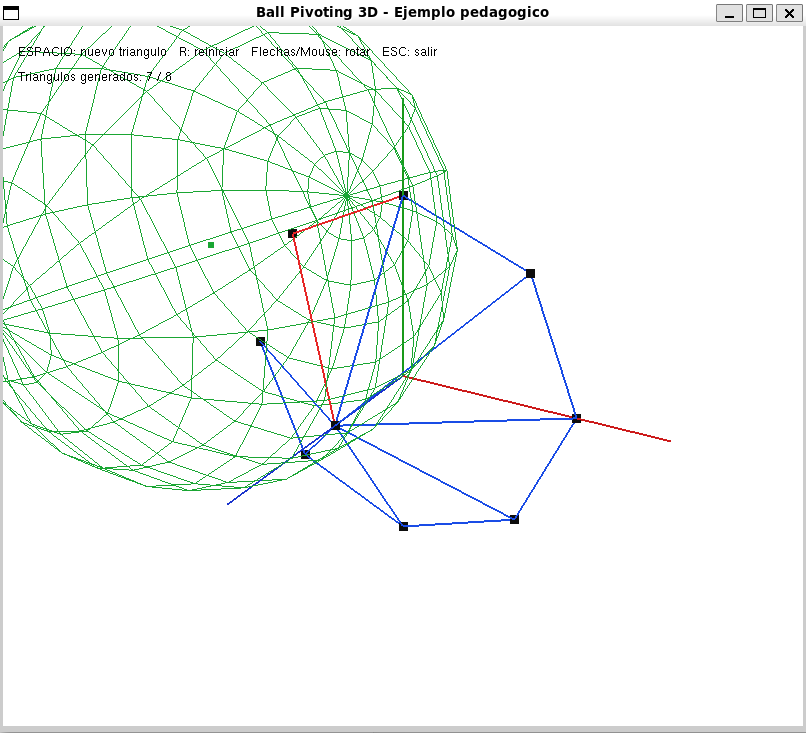 Ball Pivoting 3D - Ejemplo pedagogico
ESPACIO: nuevo triangulo R: reiniciar Flechas/Mouse: rotar ESC: salir
Triangulos generados: 7 / 8